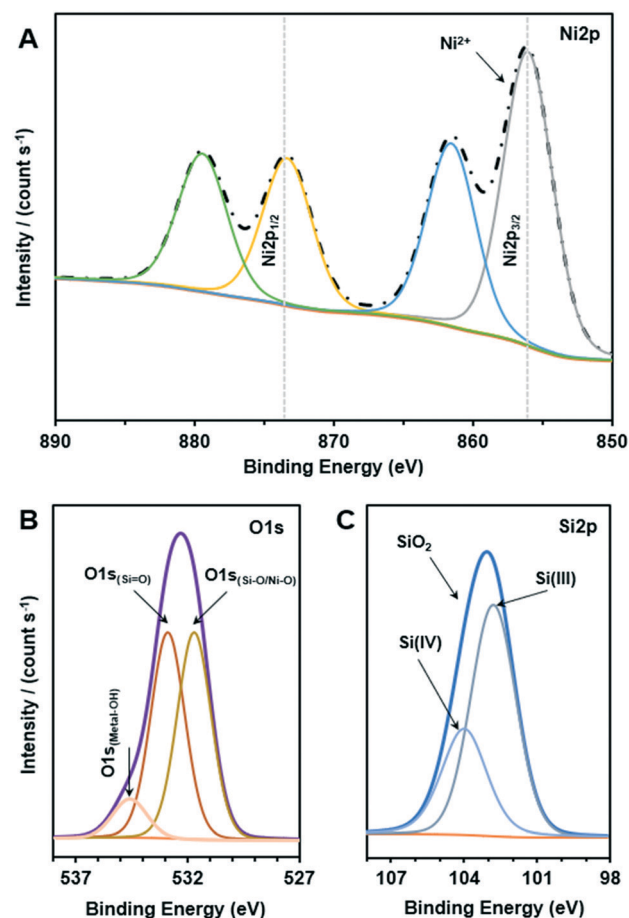 A
Ni2p
Ni²⁺
Ni2p₁/₂
Ni2p₃/₂
Intensity / (count s⁻¹)
890
880
870
860
850
Binding Energy (eV)
B
O1s
O1s(Si=O)
O1s(Si-O/Ni-O)
O1s(Metal-OH)
Intensity / (count s⁻¹)
537
532
527
Binding Energy (eV)
C
Si2p
SiO₂
Si(III)
Si(IV)
107
104
101
98
Binding Energy (eV)